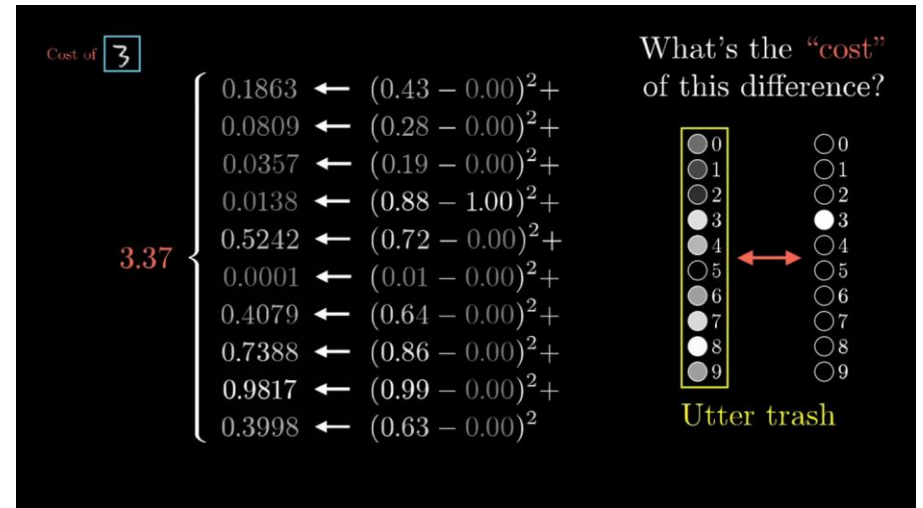 Cost of 3
What's the "cost"
of this difference?
3.37
0.1863 ← (0.43 − 0.00)²+
0.0809 ← (0.28 − 0.00)²+
0.0357 ← (0.19 − 0.00)²+
0.0138 ← (0.88 − 1.00)²+
0.5242 ← (0.72 − 0.00)²+
0.0001 ← (0.01 − 0.00)²+
0.4079 ← (0.64 − 0.00)²+
0.7388 ← (0.86 − 0.00)²+
0.9817 ← (0.99 − 0.00)²+
0.3998 ← (0.63 − 0.00)²
0 0
1 1
2 2
3 3
4 4
5 5
6 6
7 7
8 8
9 9
Utter trash